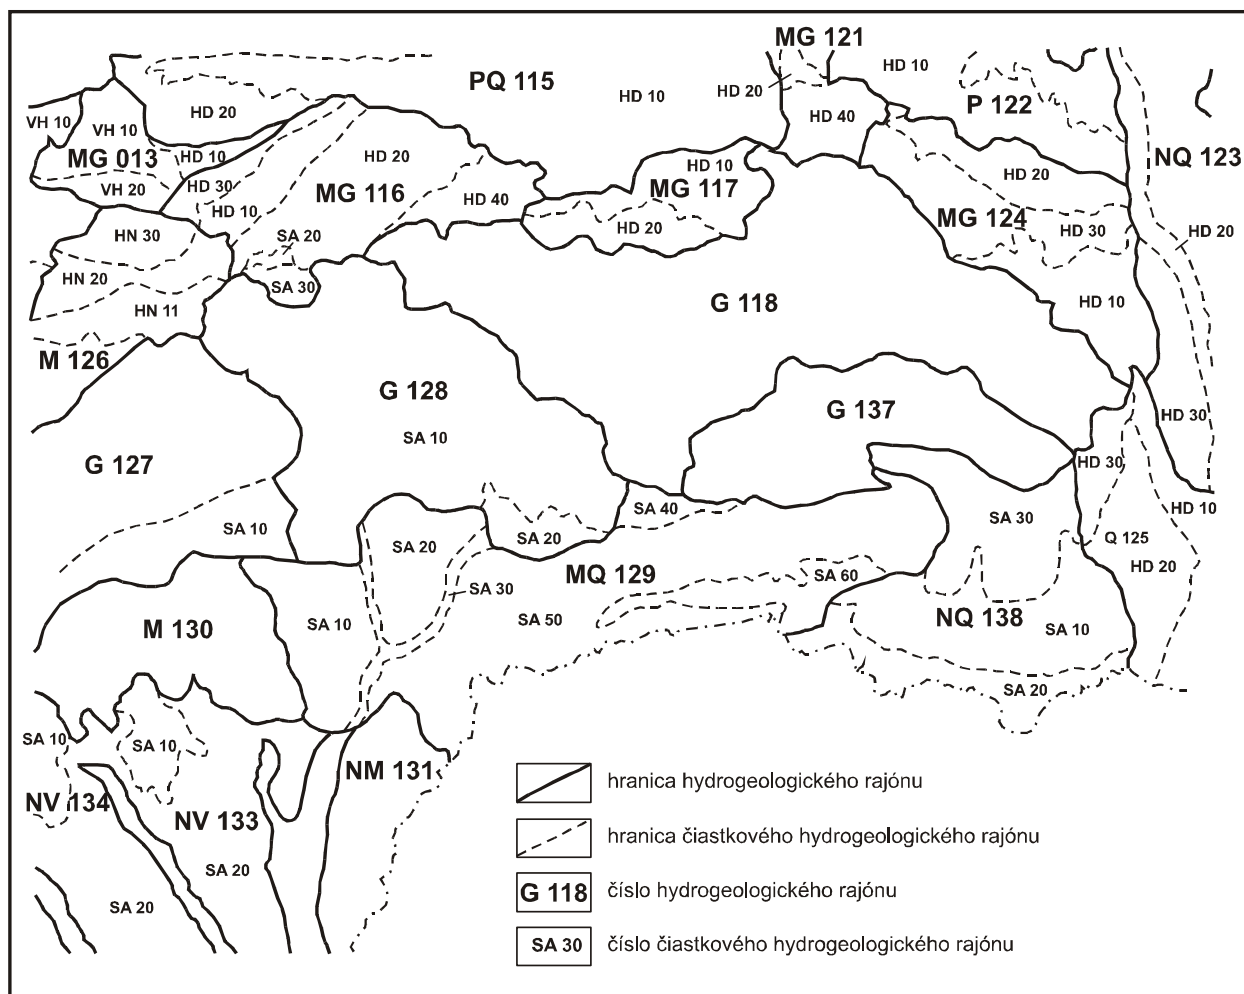 MG 121
PQ 115
HD 10
HD 10
HD 20
HD 20
HD 40
P 122
VH 10
VH 10
MG 013
HD 10
VH 20
HD 30
HD 10
HD 20
MG 116
HD 40
HD 10
MG 117
HD 20
NQ 123
HD 20
MG 124
HD 30
HD 20
HN 30
SA 20
HN 20
SA 30
HN 11
HD 10
G 118
M 126
G 128
SA 10
G 137
HD 30
G 127
HD 30
SA 10
SA 40
SA 20
SA 20
SA 30
HD 10
Q 125
HD 20
MQ 129
SA 30
SA 60
SA 50
M 130
SA 10
NQ 138
SA 10
SA 20
SA 10
SA 10
NM 131
NV 134
NV 133
SA 20
SA 20
hranica hydrogeologického rajónu
hranica čiastkového hydrogeologického rajónu
G 118 číslo hydrogeologického rajónu
SA 30 číslo čiastkového hydrogeologického rajónu